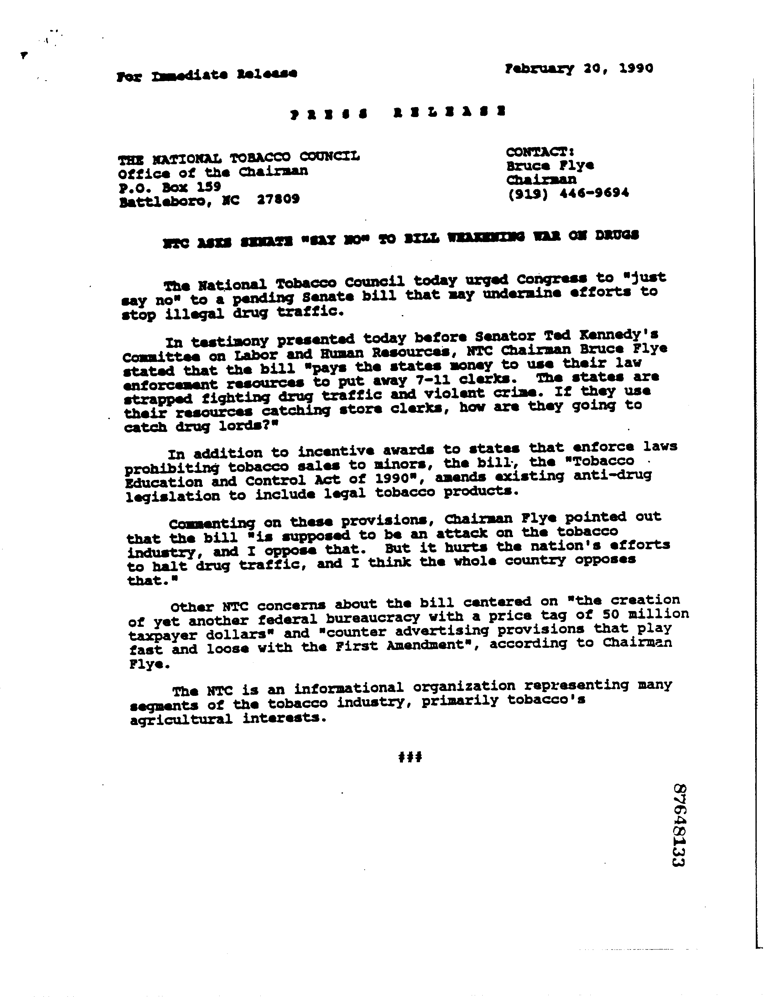 For Immediate Release
February 20, 1990
PRESS RELEASE
THE NATIONAL TOBACCO COUNCIL
Office of the Chairman
P.O. Box 159
Battleboro, NC 27809
CONTACT:
Bruce Flye
Chairman
(919) 446-9694
NTC ASKS SENATE "SAY NO" TO BILL WEAKENING WAR ON DRUGS
The National Tobacco Council today urged Congress to "just
say no" to a pending Senate bill that may undermine efforts to
stop illegal drug traffic.
In testimony presented today before Senator Ted Kennedy's
Committee on Labor and Human Resources, NTC Chairman Bruce Flye
stated that the bill "pays the states money to use their law
enforcement resources to put away 7-11 clerks. The states are
strapped fighting drug traffic and violent crime. If they use
their resources catching store clerks, how are they going to
catch drug lords?"
In addition to incentive awards to states that enforce laws
prohibiting tobacco sales to minors, the bill, the "Tobacco
Education and Control Act of 1990", amends existing anti-drug
legislation to include legal tobacco products.
Commenting on these provisions, Chairman Flye pointed out
that the bill "is supposed to be an attack on the tobacco
industry, and I oppose that. But it hurts the nation's efforts
to halt drug traffic, and I think the whole country opposes
that."
Other NTC concerns about the bill centered on "the creation
of yet another federal bureaucracy with a price tag of 50 million
taxpayer dollars" and "counter advertising provisions that play
fast and loose with the First Amendment", according to Chairman
Flye.
The NTC is an informational organization representing many
segments of the tobacco industry, primarily tobacco's
agricultural interests.
###
87648133